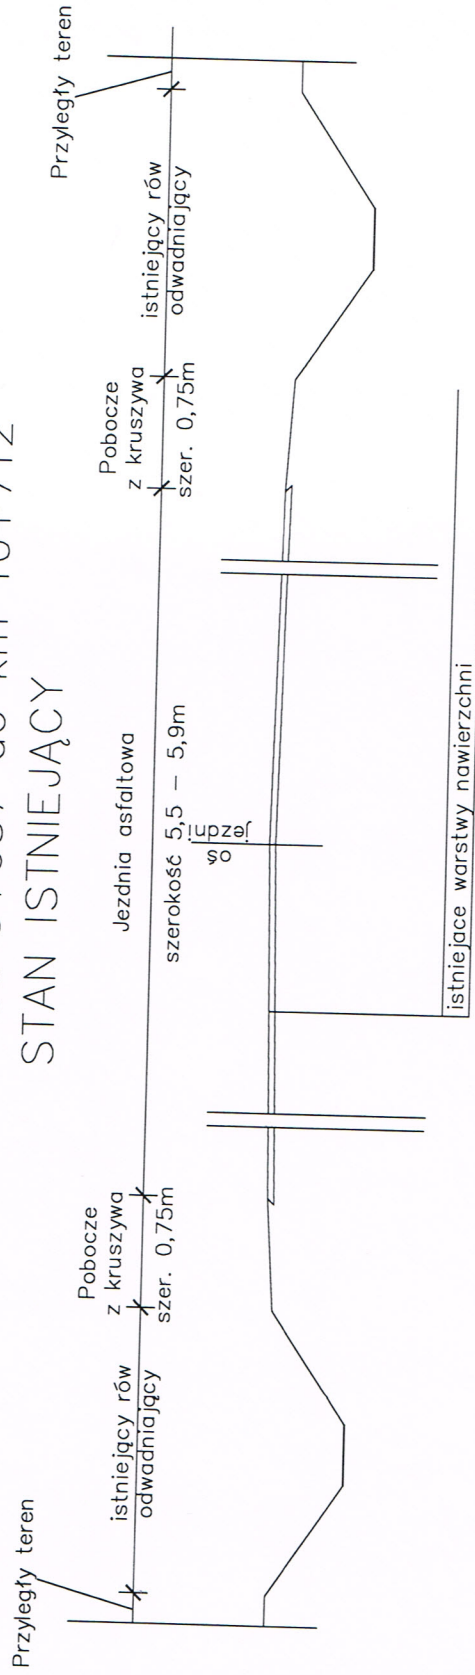 STAN ISTNIEJĄCY
Przyległy teren
istniejący rów
odwadniający
Pobocze
z kruszywa
szer. 0,75m
Jezdnia asfaltowa
szerokość 5,5 – 5,9m
oś
jezdni
Pobocze
z kruszywa
szer. 0,75m
istniejący rów
odwadniający
Przyległy teren
istniejace warstwy nawierzchni